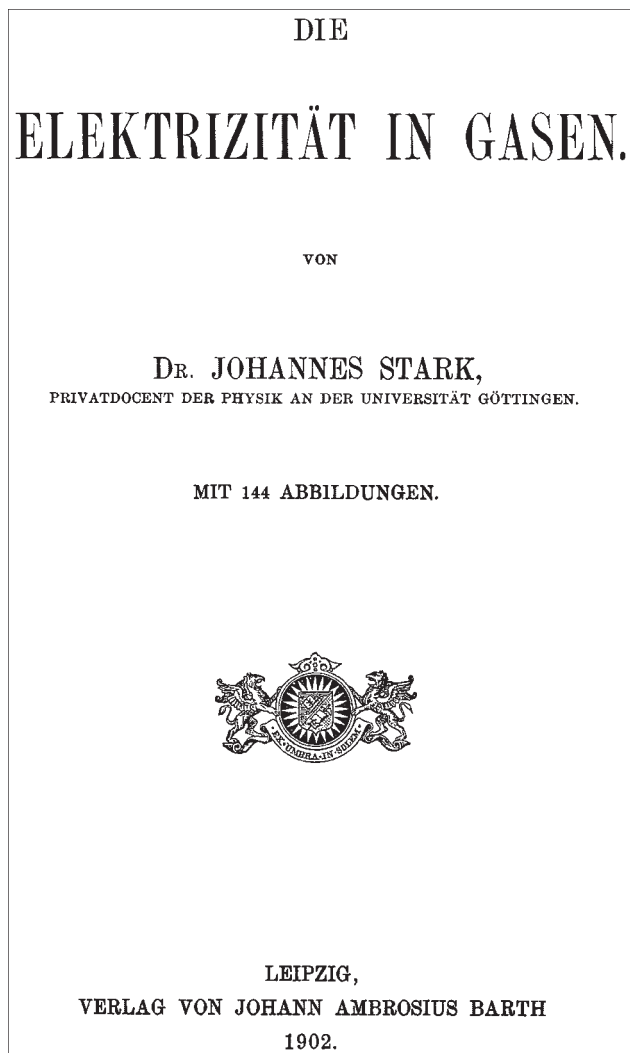 DIE
ELEKTRIZITÄT IN GASEN.
VON
DR. JOHANNES STARK,
PRIVATDOCENT DER PHYSIK AN DER UNIVERSITÄT GÖTTINGEN.
MIT 144 ABBILDUNGEN.
EX·UMBRA·IN·SOLEM·
LEIPZIG,
VERLAG VON JOHANN AMBROSIUS BARTH
1902.